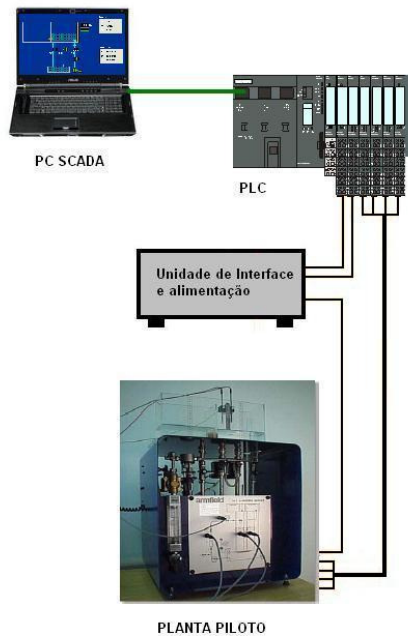 PC SCADA
PLC
Unidade de Interface
e alimentação
armfield
PLANTA PILOTO